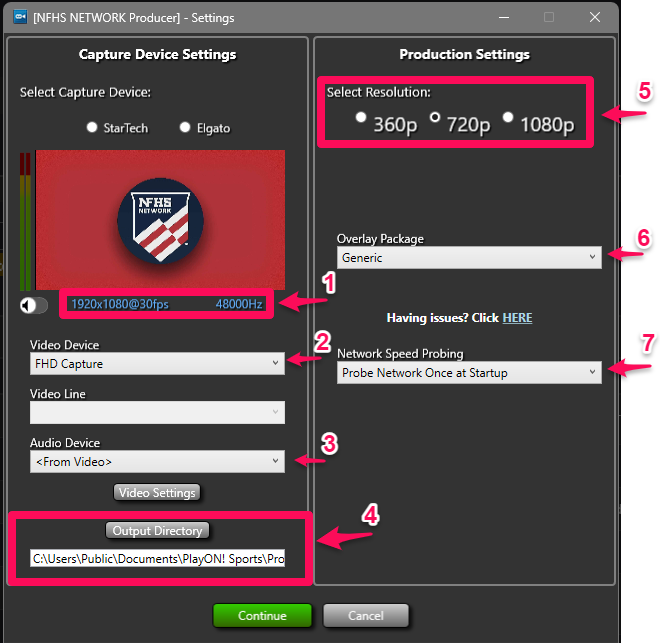 [NFHS NETWORK Producer] - Settings
Capture Device Settings
Select Capture Device:
StarTech
Elgato
NFHS
NETWORK
1920x1080@30fps 48000Hz
1
Video Device
FHD Capture
2
Video Line
Audio Device
<From Video>
3
Video Settings
Output Directory
C:\Users\Public\Documents\PlayON! Sports\Pro
4
Production Settings
Select Resolution:
360p 720p 1080p
5
Overlay Package
Generic
6
Having issues? Click HERE
Network Speed Probing
Probe Network Once at Startup
7
Continue
Cancel